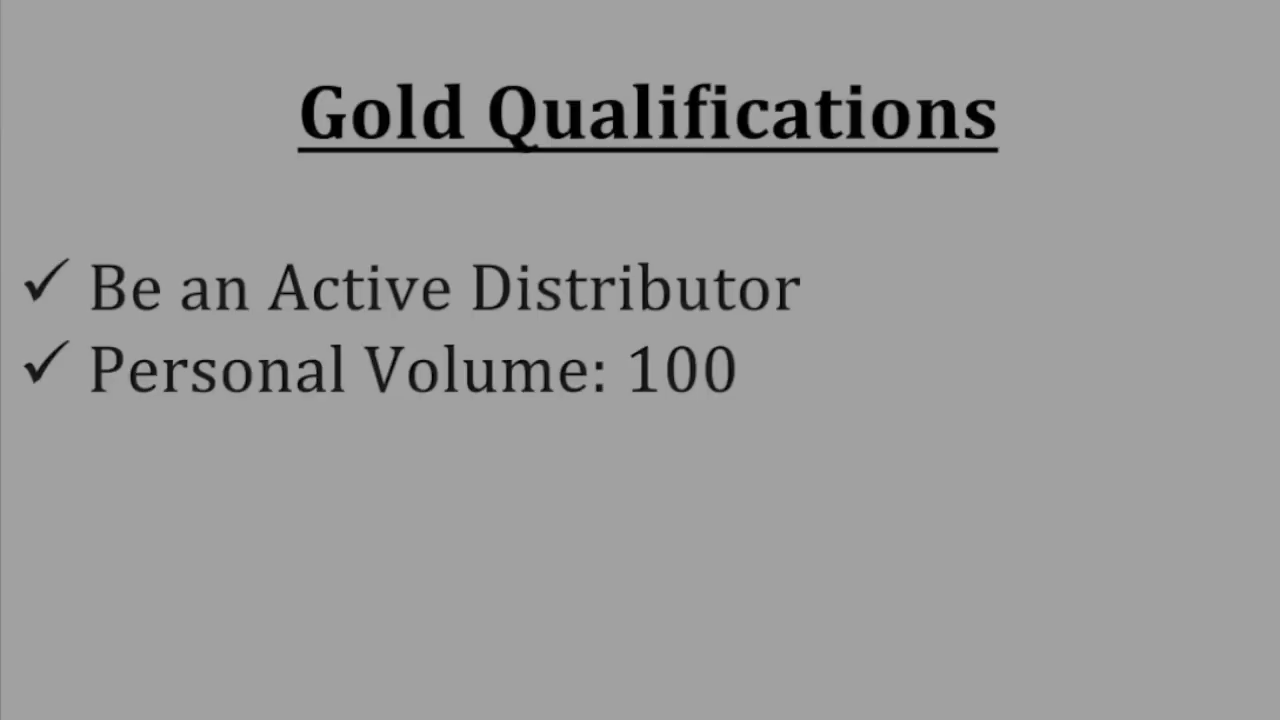 Gold Qualifications
✓ Be an Active Distributor
✓ Personal Volume: 100